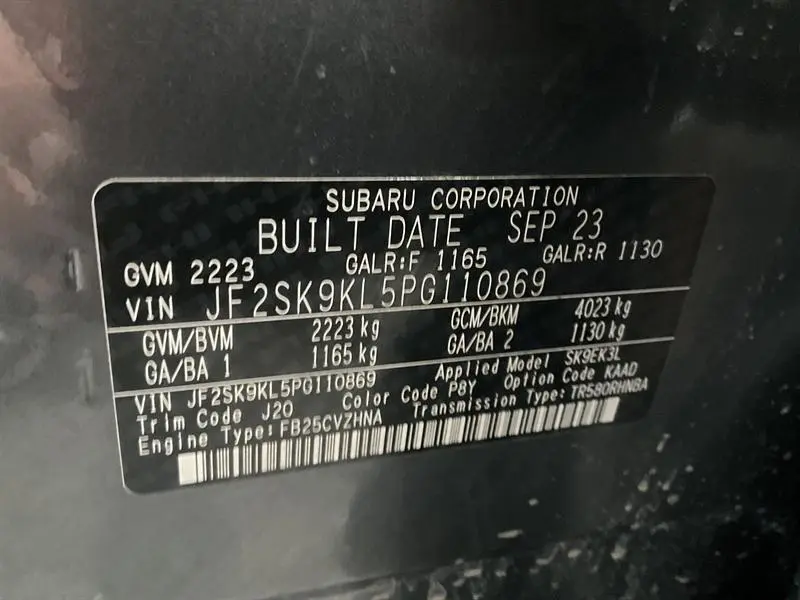 SUBARU CORPORATION
BUILT DATE SEP 23
GVM 2223 GALR:F 1165 GALR:R 1130
VIN JF2SK9KL5PG110869
GVM/BVM 2223 kg GCM/BKM 4023 kg
GA/BA 1 1165 kg GA/BA 2 1130 kg
VIN JF2SK9KL5PG110869 Applied Model SK9EK3L
Trim Code J20 Color Code P8Y Option Code KAAD
Engine Type:FB25CVZHNA Transmission Type:TR580RHNBA